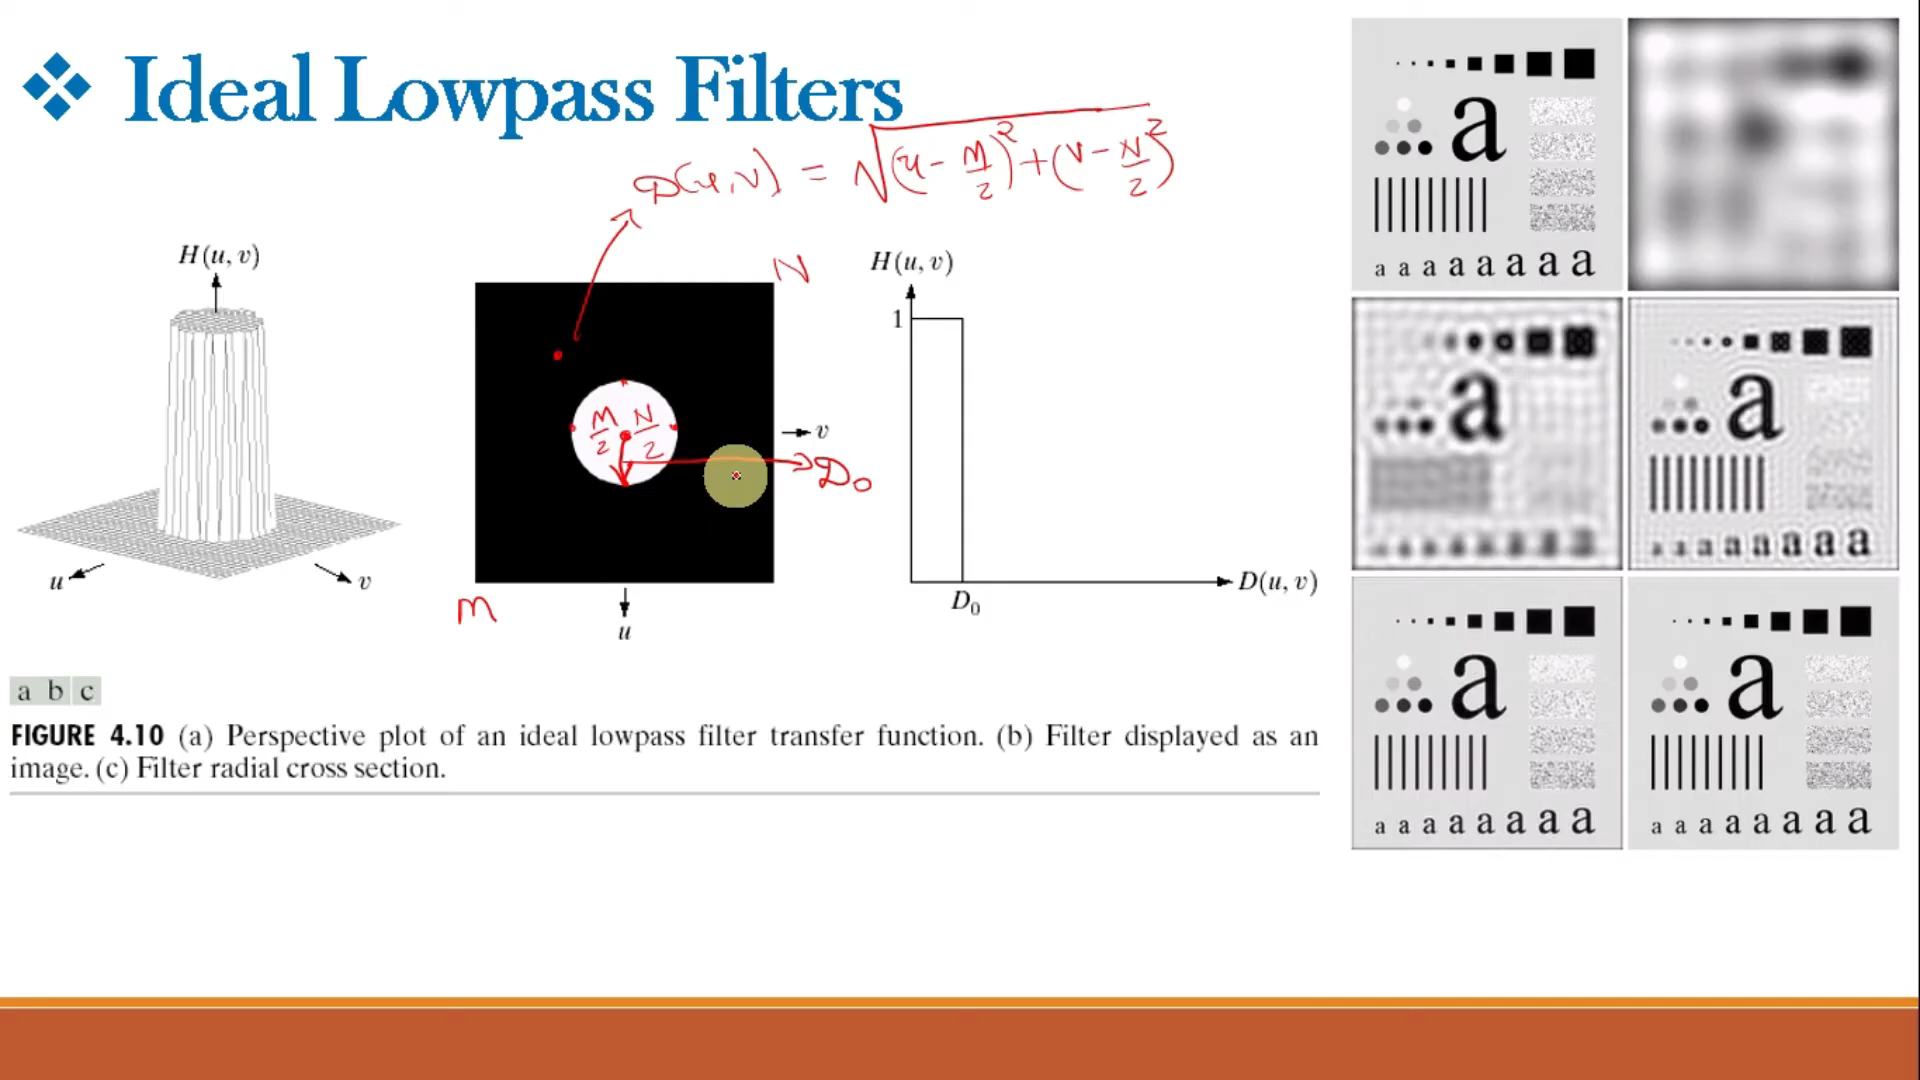 Ideal Lowpass Filters
D(u,v) = √(u - M/2)² + (v - N/2)²
H(u, v)
u
v
N
M/2 N/2
v
D₀
M
u
H(u, v)
1
D₀
D(u, v)
a b c
FIGURE 4.10 (a) Perspective plot of an ideal lowpass filter transfer function. (b) Filter displayed as an
image. (c) Filter radial cross section.
a
a a a a a a a a
a
a
a a a a a a a a
a
a a a a a a a a
a
a a a a a a a a